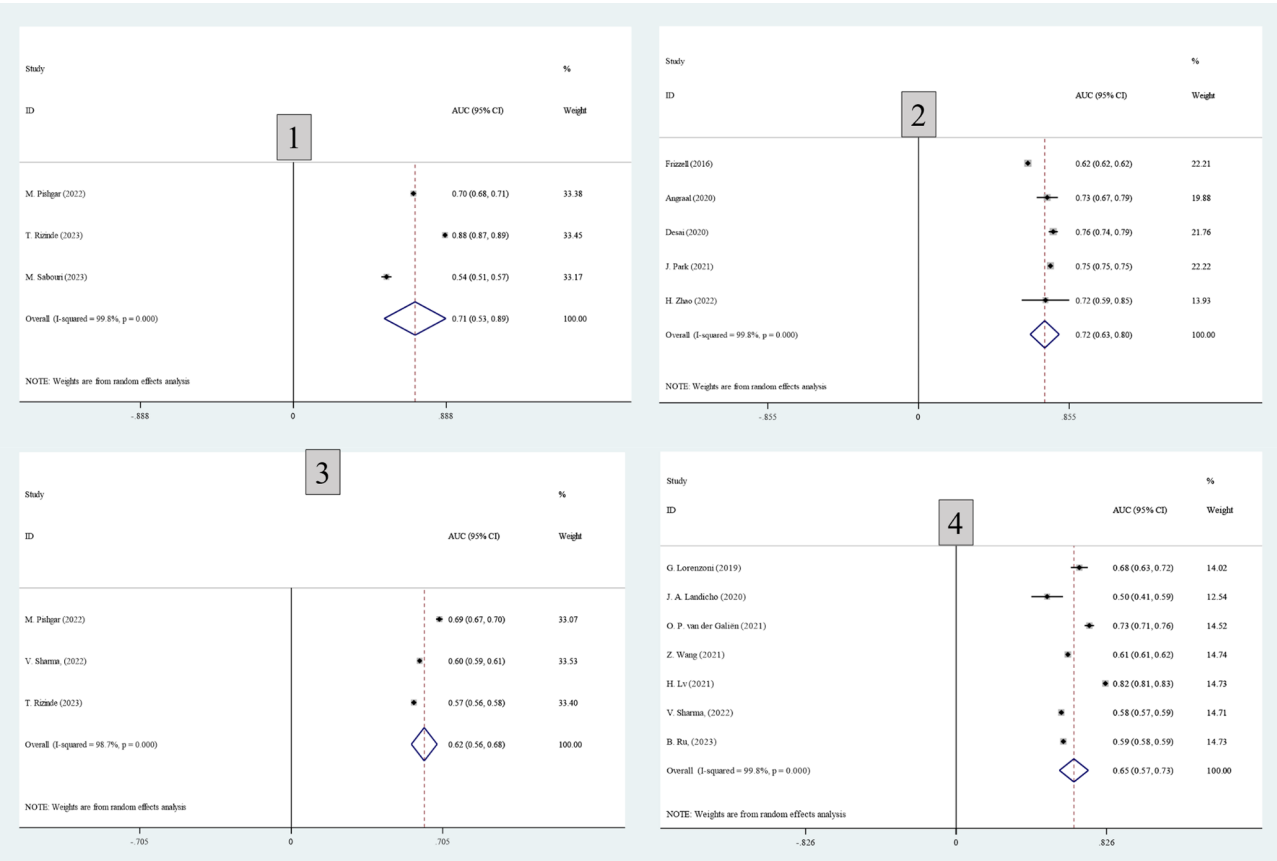 Study %
ID AUC (95% CI) Weight
1
M. Pishgar (2022) 0.70 (0.68, 0.71) 33.38
T. Rizinde (2023) 0.88 (0.87, 0.89) 33.45
M. Sabouri (2023) 0.54 (0.51, 0.57) 33.17
Overall (I-squared = 99.8%, p = 0.000) 0.71 (0.53, 0.89) 100.00
NOTE: Weights are from random effects analysis
-.888 0 .888
Study %
ID AUC (95% CI) Weight
2
Frizzell (2016) 0.62 (0.62, 0.62) 22.21
Angraal (2020) 0.73 (0.67, 0.79) 19.88
Desai (2020) 0.76 (0.74, 0.79) 21.76
J. Park (2021) 0.75 (0.75, 0.75) 22.22
H. Zhao (2022) 0.72 (0.59, 0.85) 13.93
Overall (I-squared = 99.8%, p = 0.000) 0.72 (0.63, 0.80) 100.00
NOTE: Weights are from random effects analysis
-.855 0 .855
3
Study %
ID AUC (95% CI) Weight
M. Pishgar (2022) 0.69 (0.67, 0.70) 33.07
V. Sharma, (2022) 0.60 (0.59, 0.61) 33.53
T. Rizinde (2023) 0.57 (0.56, 0.58) 33.40
Overall (I-squared = 98.7%, p = 0.000) 0.62 (0.56, 0.68) 100.00
NOTE: Weights are from random effects analysis
-.705 0 .705
Study %
ID AUC (95% CI) Weight
4
G. Lorenzoni (2019) 0.68 (0.63, 0.72) 14.02
J. A. Landicho (2020) 0.50 (0.41, 0.59) 12.54
O. P. van der Galiën (2021) 0.73 (0.71, 0.76) 14.52
Z. Wang (2021) 0.61 (0.61, 0.62) 14.74
H. Lv (2021) 0.82 (0.81, 0.83) 14.73
V. Sharma, (2022) 0.58 (0.57, 0.59) 14.71
B. Ru, (2023) 0.59 (0.58, 0.59) 14.73
Overall (I-squared = 99.8%, p = 0.000) 0.65 (0.57, 0.73) 100.00
NOTE: Weights are from random effects analysis
-.826 0 .826